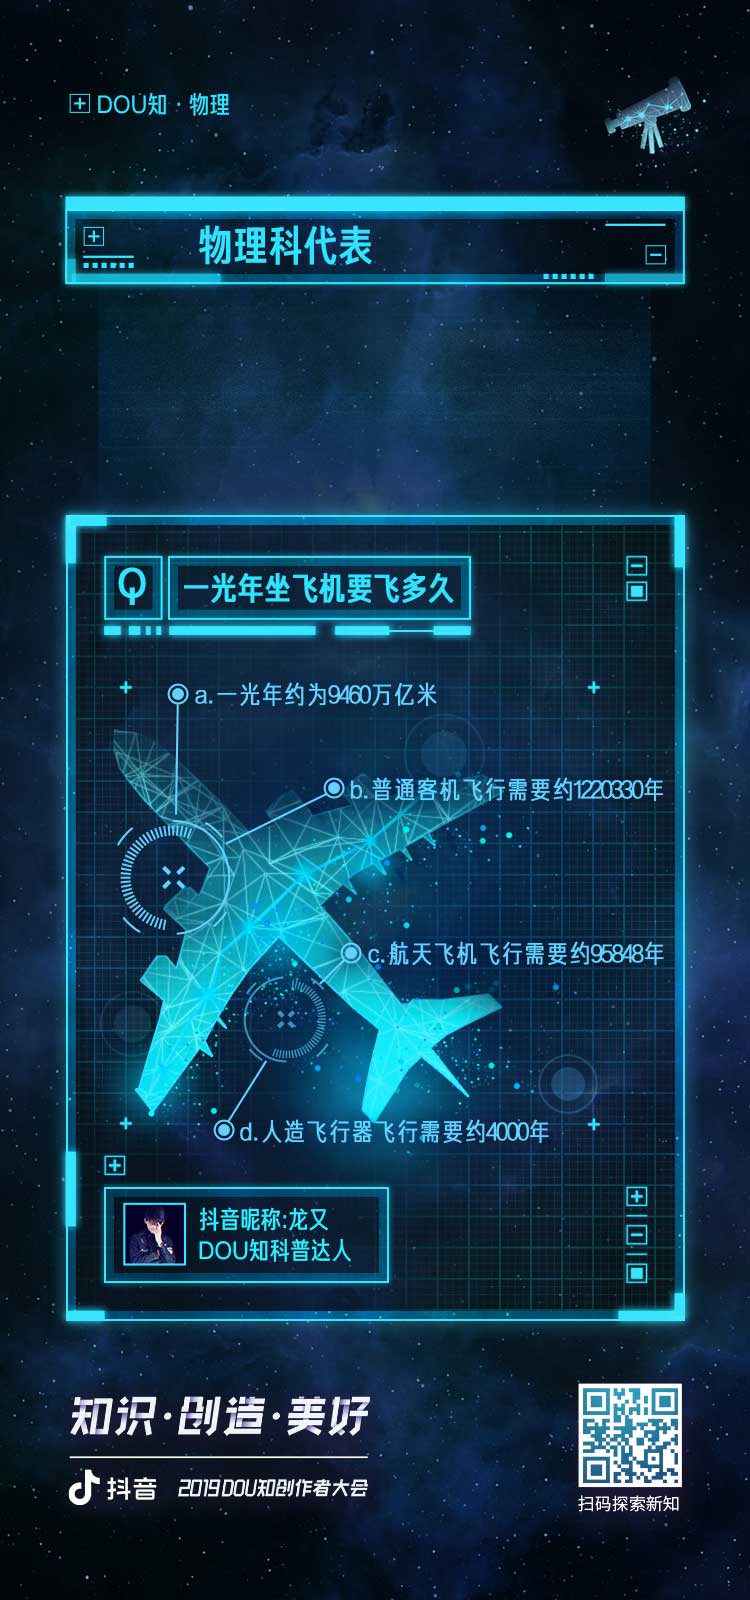 DOU知 · 物理
物理科代表
Q
一光年坐飞机要飞多久
a.一光年约为9460万亿米
b.普通客机飞行需要约1220330年
c.航天飞机飞行需要约95848年
d.人造飞行器飞行需要约4000年
抖音昵称:龙又
DOU知科普达人
知识·创造·美好
抖音 2019DOU知创作者大会
扫码探索新知